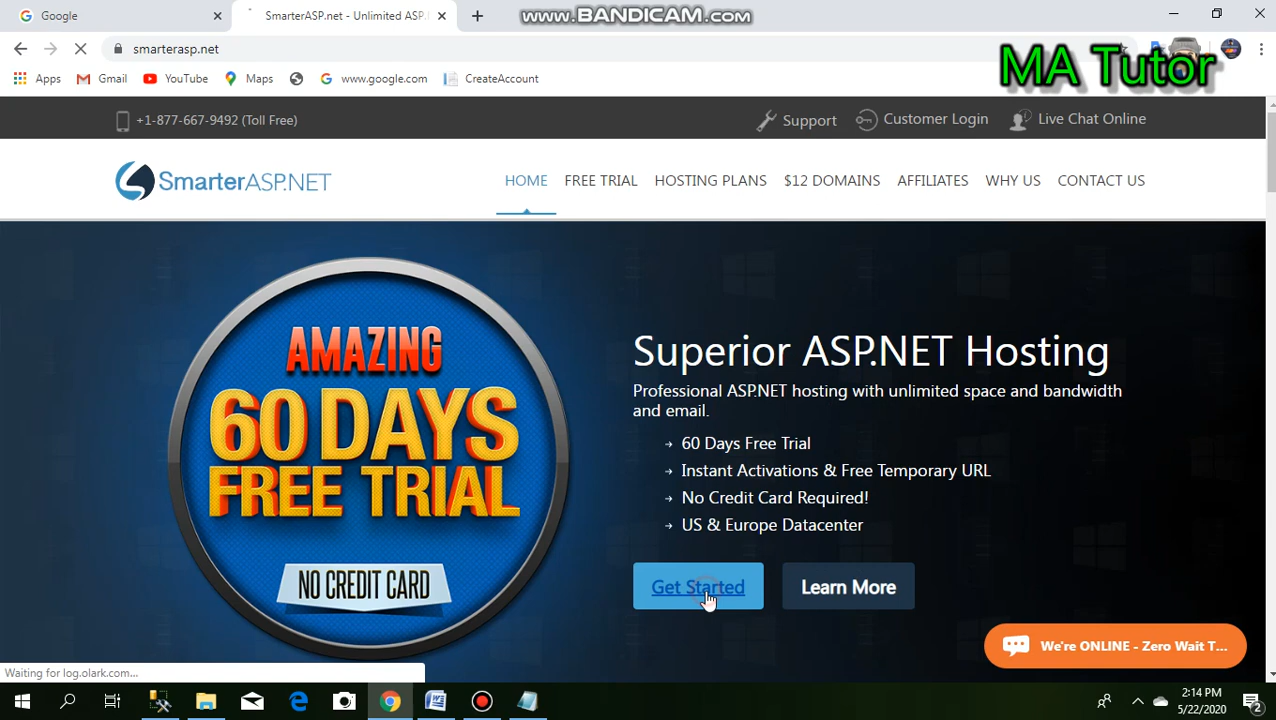 www.BANDICAM.com
Google
SmarterASP.net - Unlimited ASP.
smarterasp.net
MA Tutor
Apps
Gmail
YouTube
Maps
www.google.com
CreateAccount
+1-877-667-9492 (Toll Free)
Support
Customer Login
Live Chat Online
SmarterASP.NET
HOME
FREE TRIAL
HOSTING PLANS
$12 DOMAINS
AFFILIATES
WHY US
CONTACT US
AMAZING
60 DAYS
FREE TRIAL
NO CREDIT CARD
Superior ASP.NET Hosting
Professional ASP.NET hosting with unlimited space and bandwidth
and email.
60 Days Free Trial
Instant Activations & Free Temporary URL
No Credit Card Required!
US & Europe Datacenter
Get Started
Learn More
We're ONLINE - Zero Wait T...
Waiting for log.olark.com...
2:14 PM
5/22/2020
2